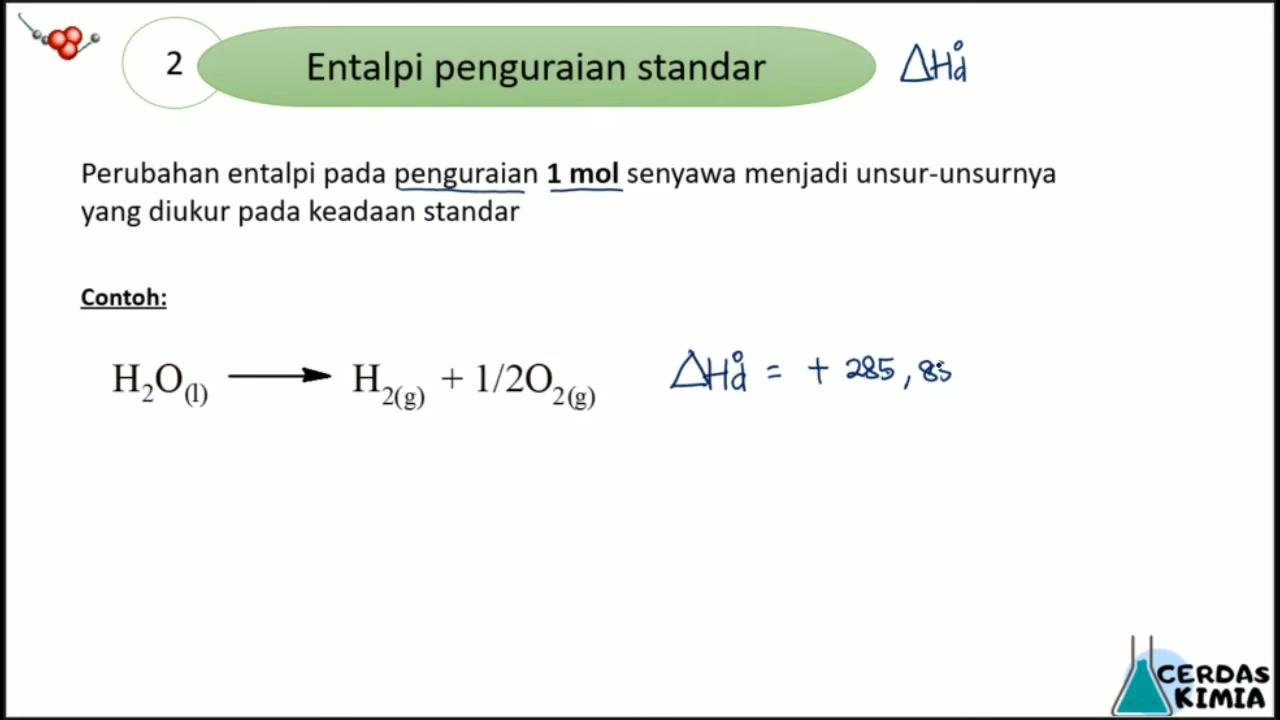 2 Entalpi penguraian standar ΔH°d
Perubahan entalpi pada penguraian 1 mol senyawa menjadi unsur-unsurnya
yang diukur pada keadaan standar
Contoh:
H₂O(l) ⟶ H₂(g) + 1/2O₂(g) ΔH°d = + 285,85
CERDAS
KIMIA